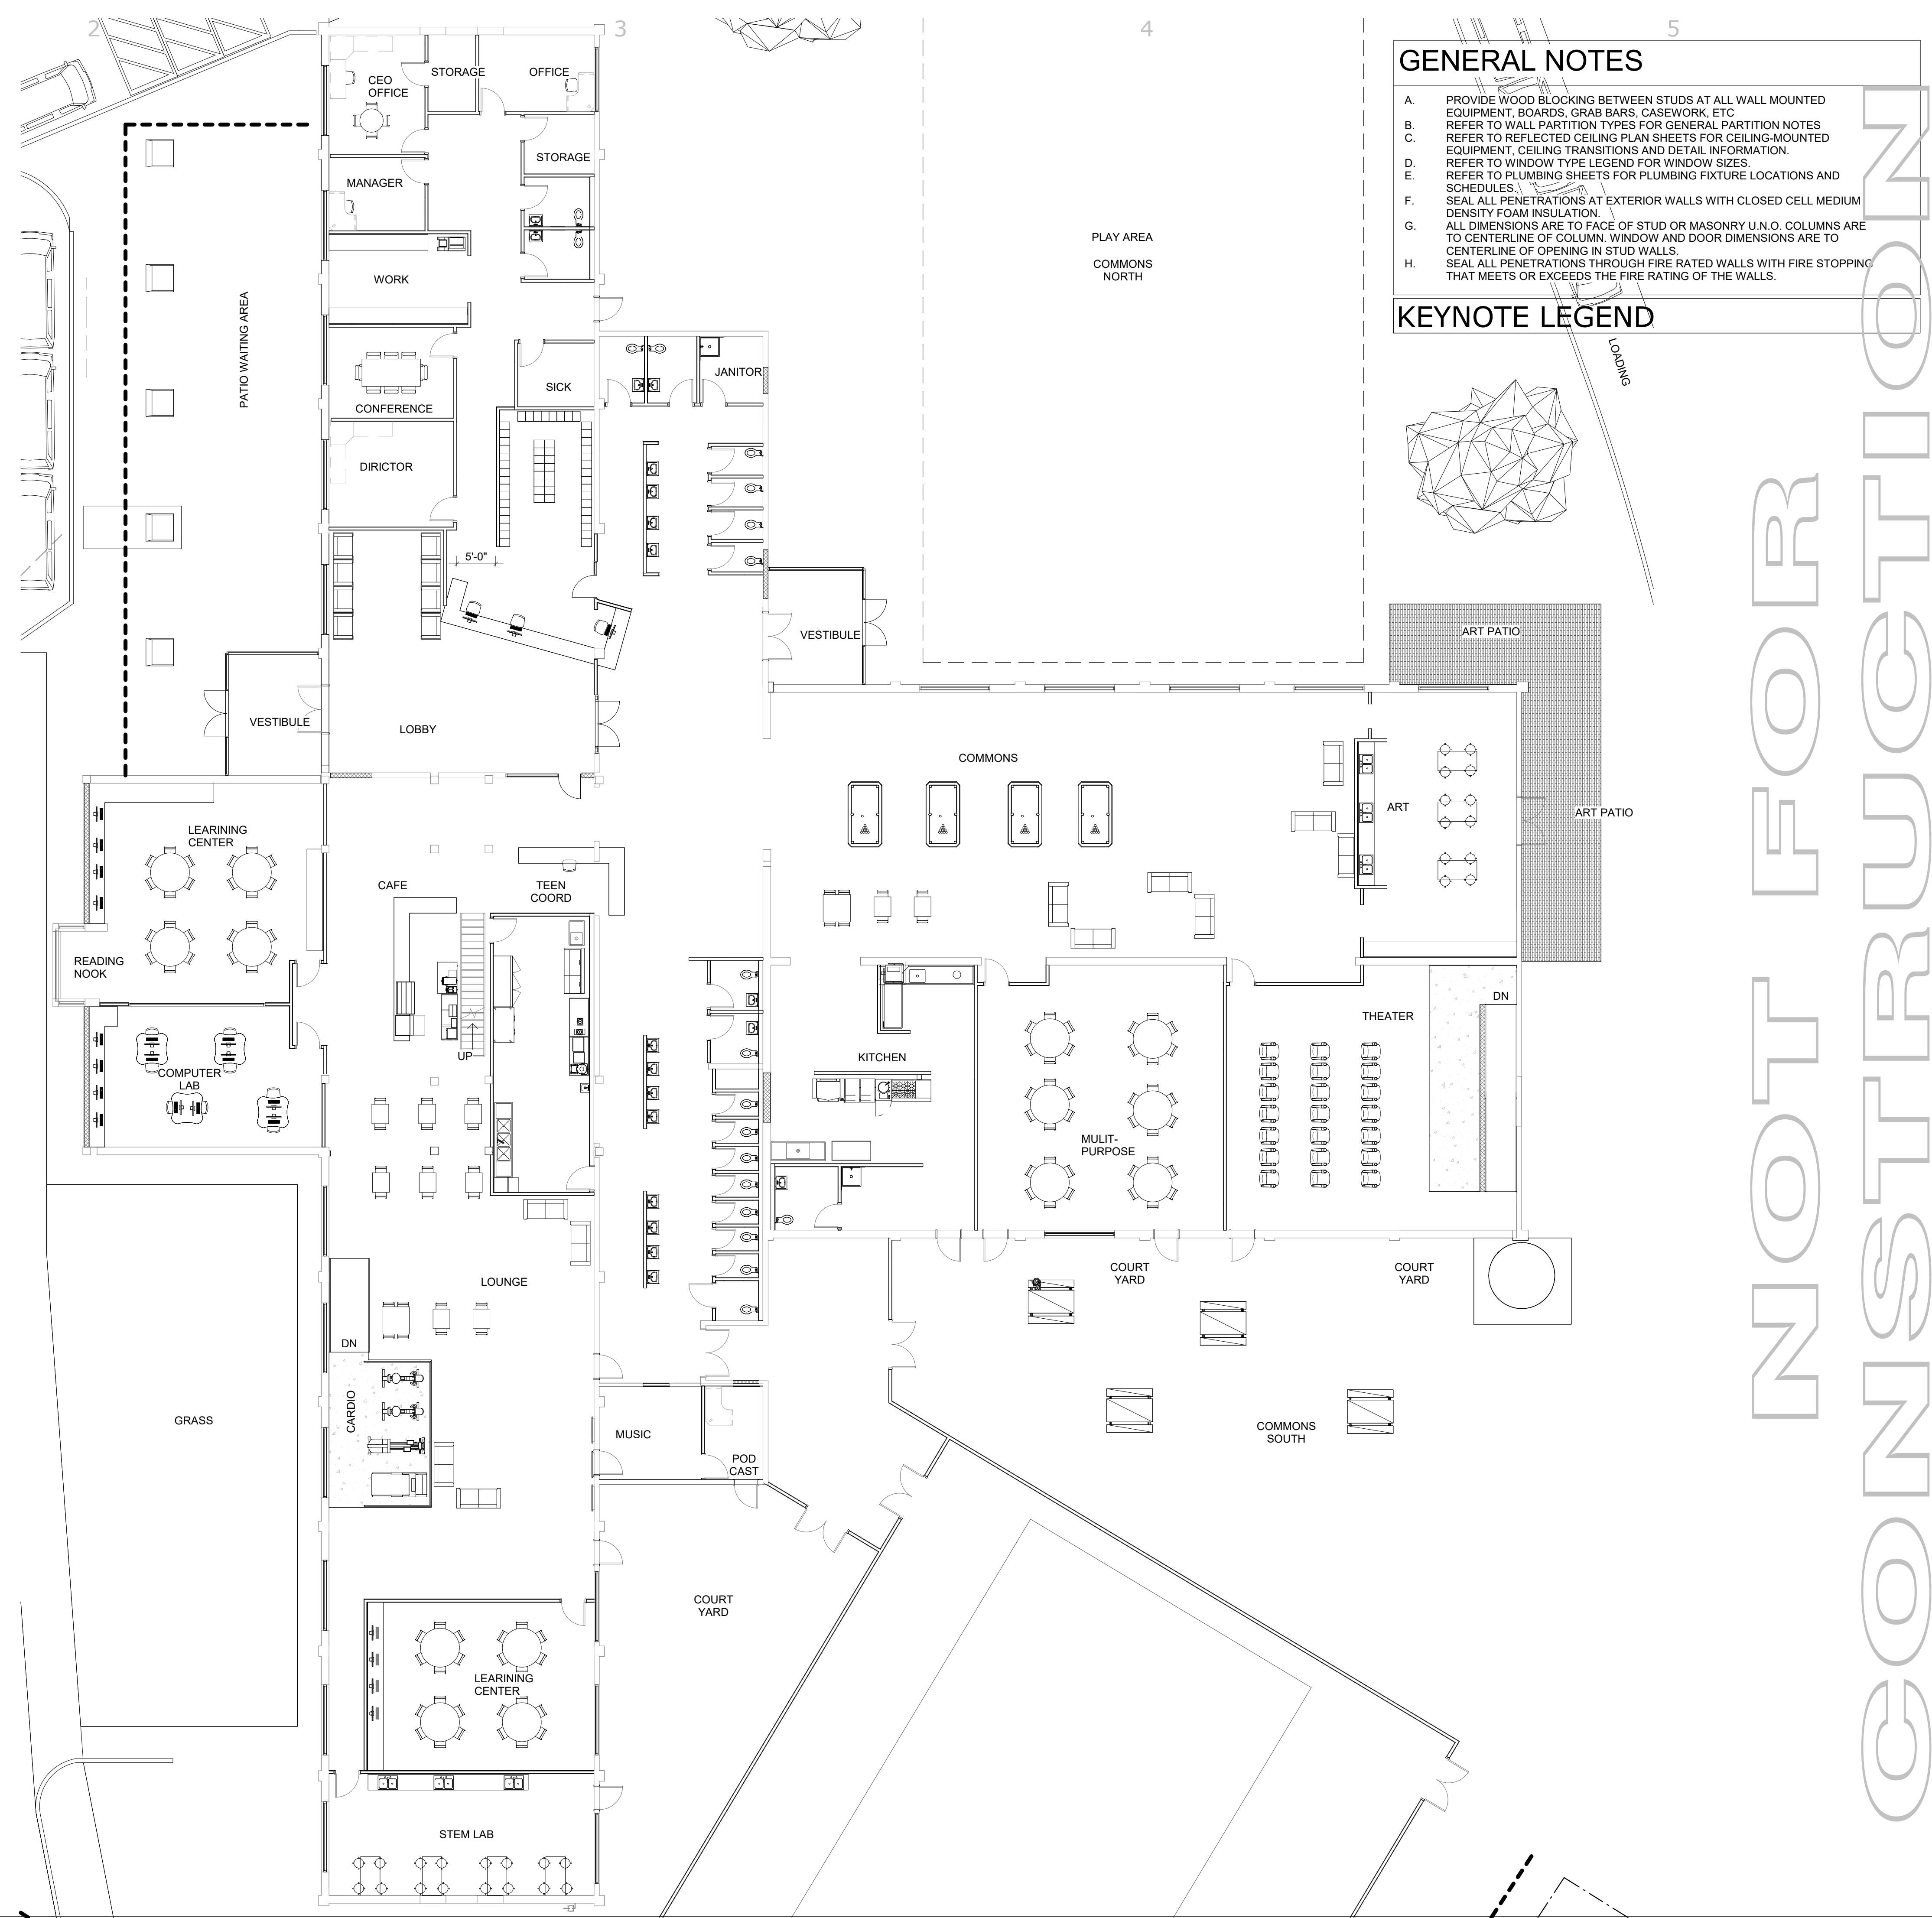 2
3
4
5
GENERAL NOTES
A. PROVIDE WOOD BLOCKING BETWEEN STUDS AT ALL WALL MOUNTED
EQUIPMENT, BOARDS, GRAB BARS, CASEWORK, ETC
B. REFER TO WALL PARTITION TYPES FOR GENERAL PARTITION NOTES
C. REFER TO REFLECTED CEILING PLAN SHEETS FOR CEILING-MOUNTED
EQUIPMENT, CEILING TRANSITIONS AND DETAIL INFORMATION.
D. REFER TO WINDOW TYPE LEGEND FOR WINDOW SIZES.
E. REFER TO PLUMBING SHEETS FOR PLUMBING FIXTURE LOCATIONS AND
SCHEDULES.
F. SEAL ALL PENETRATIONS AT EXTERIOR WALLS WITH CLOSED CELL MEDIUM
DENSITY FOAM INSULATION.
G. ALL DIMENSIONS ARE TO FACE OF STUD OR MASONRY U.N.O. COLUMNS ARE
TO CENTERLINE OF COLUMN. WINDOW AND DOOR DIMENSIONS ARE TO
CENTERLINE OF OPENING IN STUD WALLS.
H. SEAL ALL PENETRATIONS THROUGH FIRE RATED WALLS WITH FIRE STOPPING
THAT MEETS OR EXCEEDS THE FIRE RATING OF THE WALLS.
KEYNOTE LEGEND
LOADING
NOT FOR
CONSTRUCTION
CEO
OFFICE
STORAGE
OFFICE
STORAGE
MANAGER
WORK
PATIO WAITING AREA
CONFERENCE
SICK
JANITOR
DIRICTOR
5'-0"
PLAY AREA
COMMONS
NORTH
VESTIBULE
ART PATIO
VESTIBULE
LOBBY
COMMONS
ART
ART PATIO
LEARINING
CENTER
CAFE
TEEN
COORD
READING
NOOK
UP
COMPUTER
LAB
KITCHEN
MULIT-
PURPOSE
THEATER
DN
LOUNGE
DN
CARDIO
COURT
YARD
COURT
YARD
GRASS
MUSIC
POD
CAST
COMMONS
SOUTH
COURT
YARD
LEARINING
CENTER
STEM LAB